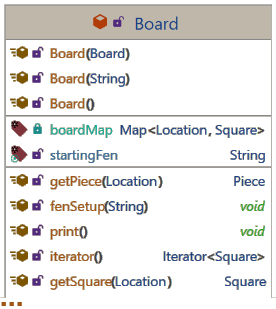 Board
Board(Board)
Board(String)
Board()
boardMap Map<Location, Square>
startingFen String
getPiece(Location) Piece
fenSetup(String) void
print() void
iterator() Iterator<Square>
getSquare(Location) Square